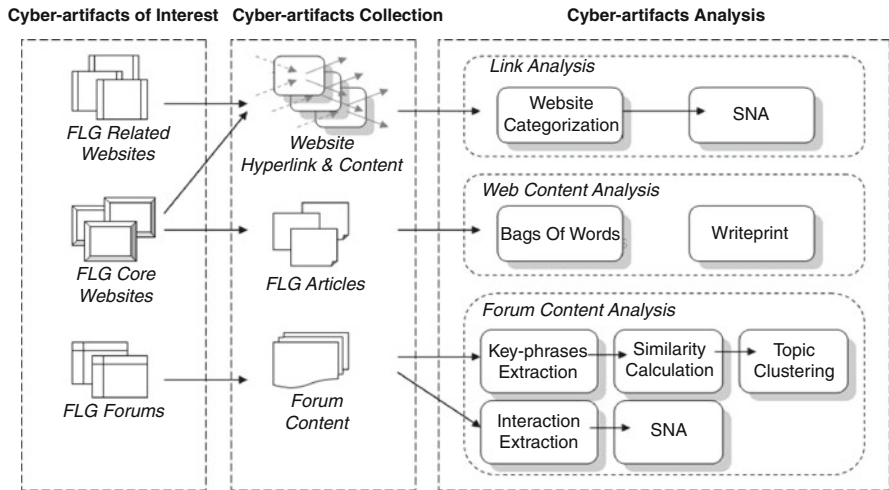 Cyber-artifacts of Interest
Cyber-artifacts Collection
Cyber-artifacts Analysis
FLG Related
Websites
FLG Core
Websites
FLG Forums
Website
Hyperlink & Content
FLG Articles
Forum
Content
Link Analysis
Website
Categorization
SNA
Web Content Analysis
Bags Of Words
Writeprint
Forum Content Analysis
Key-phrases
Extraction
Similarity
Calculation
Topic
Clustering
Interaction
Extraction
SNA